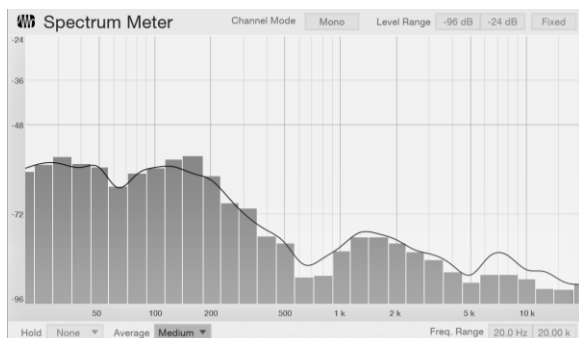 Spectrum Meter Channel Mode Mono Level Range -96 dB -24 dB Fixed
-24
-36
-48
-72
-96
50 100 200 500 1 k 2 k 5 k 10 k
Hold None Average Medium Freq. Range 20.0 Hz 20.00 k